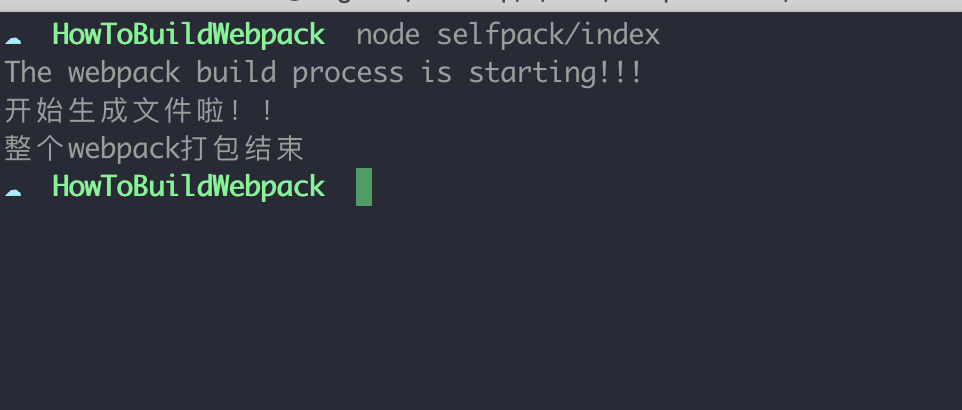 HowToBuildWebpack node selfpack/index
The webpack build process is starting!!!
开始生成文件啦！！
整个webpack打包结束
HowToBuildWebpack